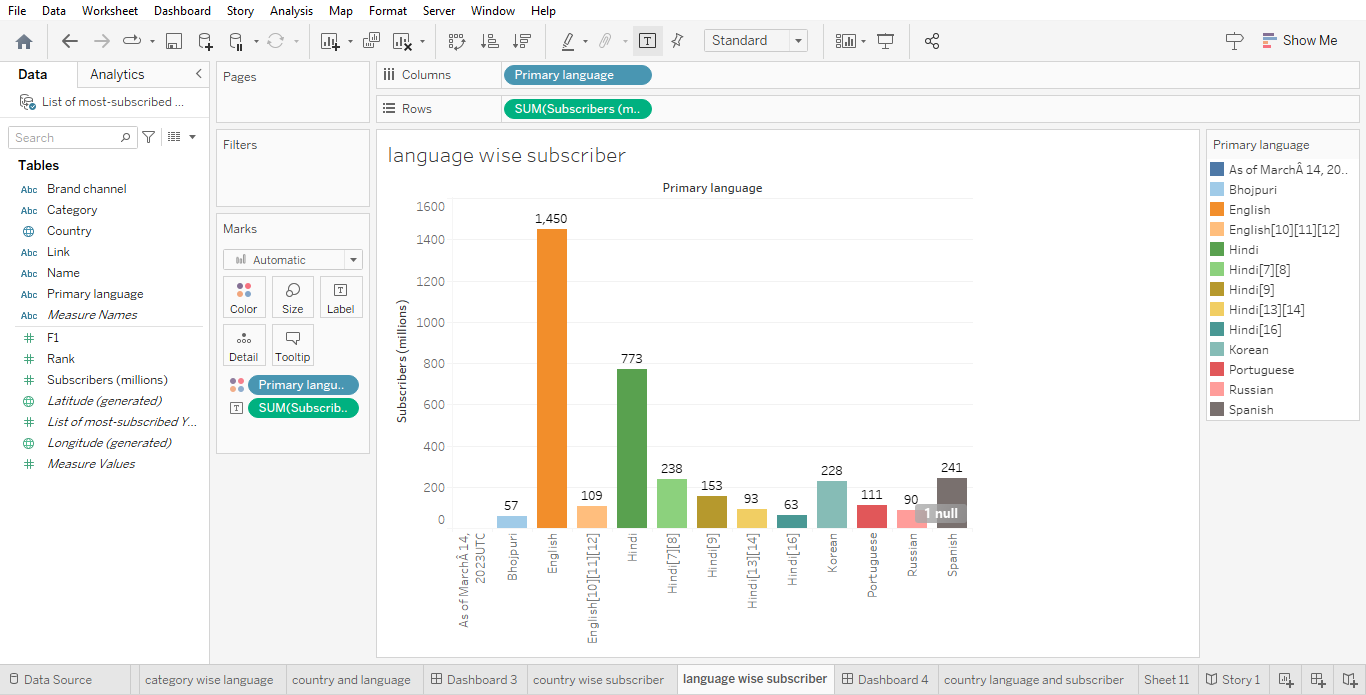 File Data Worksheet Dashboard Story Analysis Map Format Server Window Help
Standard
Show Me
Data Analytics
List of most-subscribed ...
Search
Tables
Abc Brand channel
Abc Category
Country
Abc Link
Abc Name
Abc Primary language
Abc Measure Names
F1
Rank
Subscribers (millions)
Latitude (generated)
List of most-subscribed Y...
Longitude (generated)
Measure Values
Pages
Filters
Marks
Automatic
Color Size Label
Detail Tooltip
Primary langu..
SUM(Subscrib..
Columns Primary language
Rows SUM(Subscribers (m..
language wise subscriber
Primary language
Subscribers (millions)
1600
1400
1200
1000
800
600
400
200
0
57
1,450
109
773
238
153
93
63
228
111
90
241
1 null
As of MarchÂ 14,
2023UTC
Bhojpuri
English
English[10][11][12]
Hindi
Hindi[7][8]
Hindi[9]
Hindi[13][14]
Hindi[16]
Korean
Portuguese
Russian
Spanish
Primary language
As of MarchÂ 14, 20..
Bhojpuri
English
English[10][11][12]
Hindi
Hindi[7][8]
Hindi[9]
Hindi[13][14]
Hindi[16]
Korean
Portuguese
Russian
Spanish
Data Source category wise language country and language Dashboard 3 country wise subscriber language wise subscriber Dashboard 4 country language and subscriber Sheet 11 Story 1